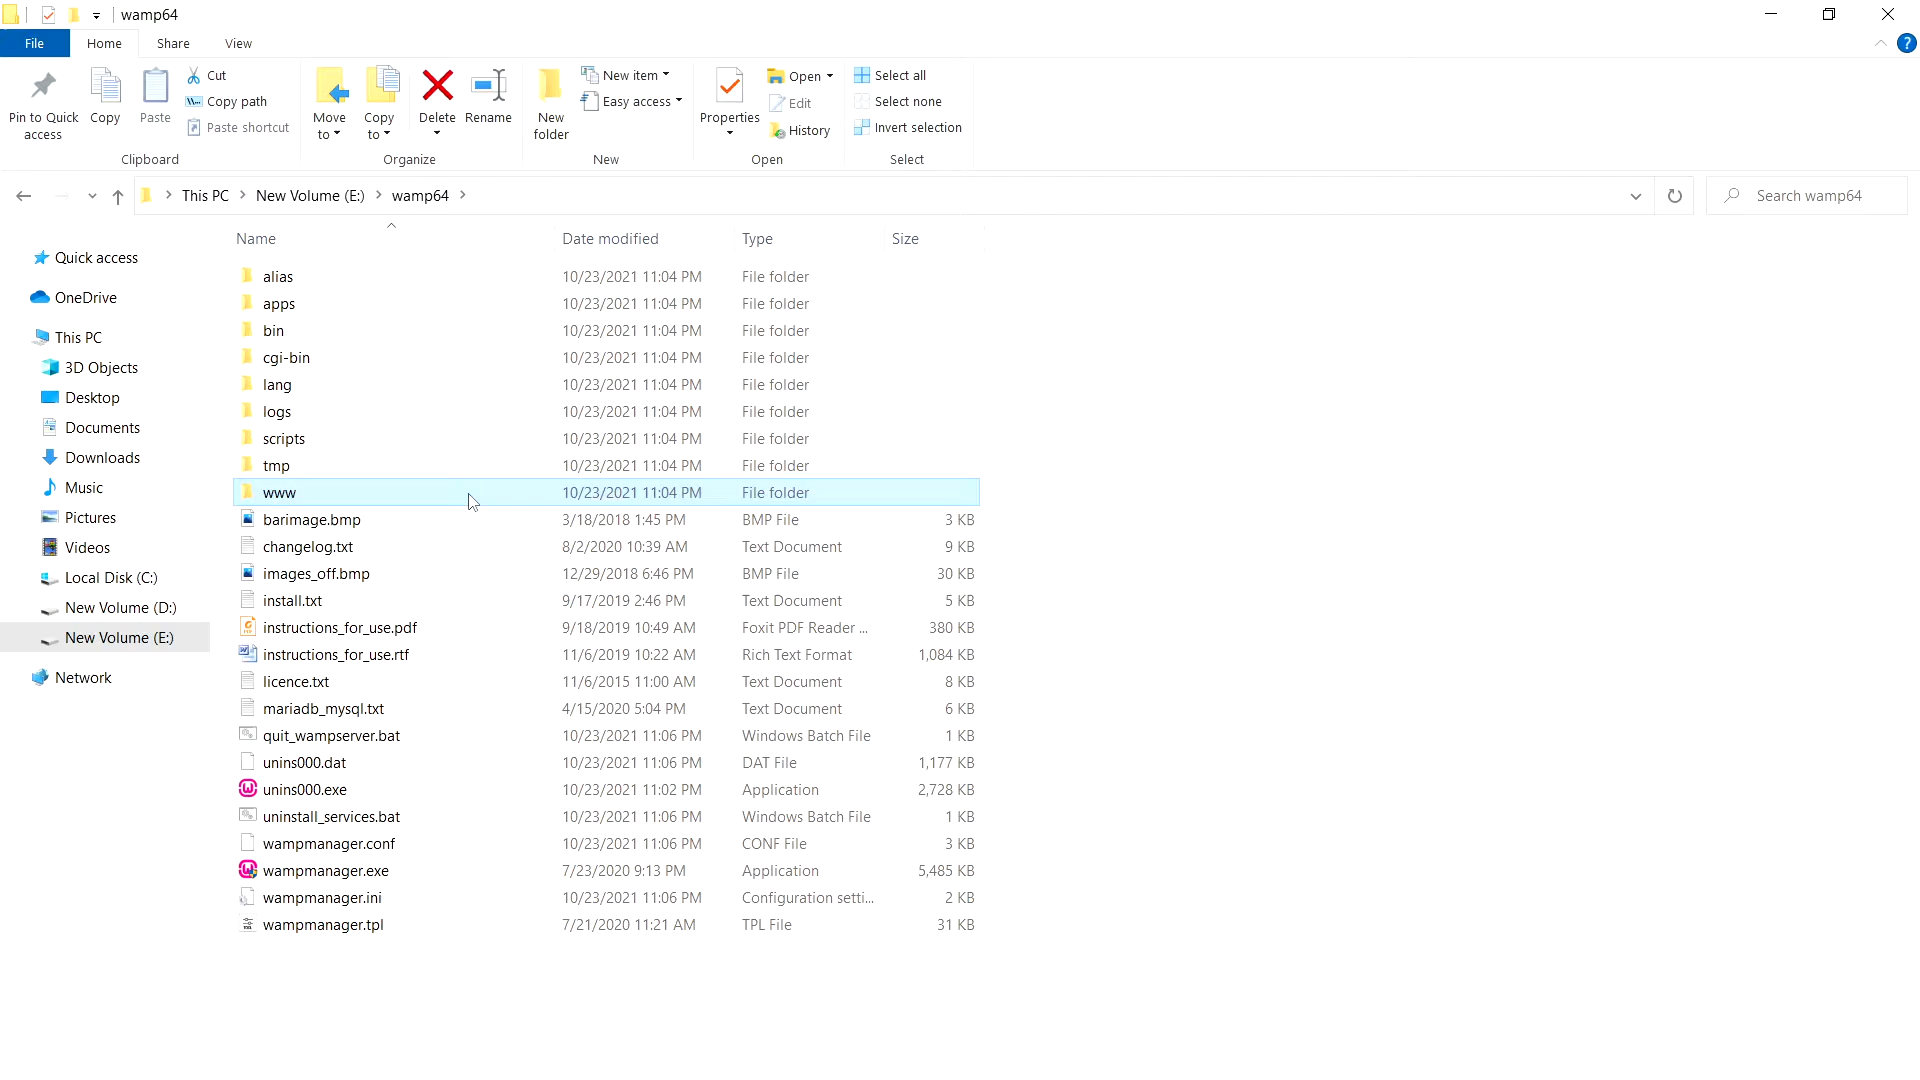 wamp64
File Home Share View
Pin to Quick access
Copy
Paste
Cut
Copy path
Paste shortcut
Clipboard
Move to
Copy to
Delete
Rename
Organize
New folder
New item
Easy access
New
Properties
Open
Edit
History
Open
Select all
Select none
Invert selection
Select
This PC > New Volume (E:) > wamp64 >
Search wamp64
Quick access
OneDrive
This PC
3D Objects
Desktop
Documents
Downloads
Music
Pictures
Videos
Local Disk (C:)
New Volume (D:)
New Volume (E:)
Network
Name Date modified Type Size
alias 10/23/2021 11:04 PM File folder
apps 10/23/2021 11:04 PM File folder
bin 10/23/2021 11:04 PM File folder
cgi-bin 10/23/2021 11:04 PM File folder
lang 10/23/2021 11:04 PM File folder
logs 10/23/2021 11:04 PM File folder
scripts 10/23/2021 11:04 PM File folder
tmp 10/23/2021 11:04 PM File folder
www 10/23/2021 11:04 PM File folder
barimage.bmp 3/18/2018 1:45 PM BMP File 3 KB
changelog.txt 8/2/2020 10:39 AM Text Document 9 KB
images_off.bmp 12/29/2018 6:46 PM BMP File 30 KB
install.txt 9/17/2019 2:46 PM Text Document 5 KB
instructions_for_use.pdf 9/18/2019 10:49 AM Foxit PDF Reader ... 380 KB
instructions_for_use.rtf 11/6/2019 10:22 AM Rich Text Format 1,084 KB
licence.txt 11/6/2015 11:00 AM Text Document 8 KB
mariadb_mysql.txt 4/15/2020 5:04 PM Text Document 6 KB
quit_wampserver.bat 10/23/2021 11:06 PM Windows Batch File 1 KB
unins000.dat 10/23/2021 11:06 PM DAT File 1,177 KB
unins000.exe 10/23/2021 11:02 PM Application 2,728 KB
uninstall_services.bat 10/23/2021 11:06 PM Windows Batch File 1 KB
wampmanager.conf 10/23/2021 11:06 PM CONF File 3 KB
wampmanager.exe 7/23/2020 9:13 PM Application 5,485 KB
wampmanager.ini 10/23/2021 11:06 PM Configuration setti... 2 KB
wampmanager.tpl 7/21/2020 11:21 AM TPL File 31 KB